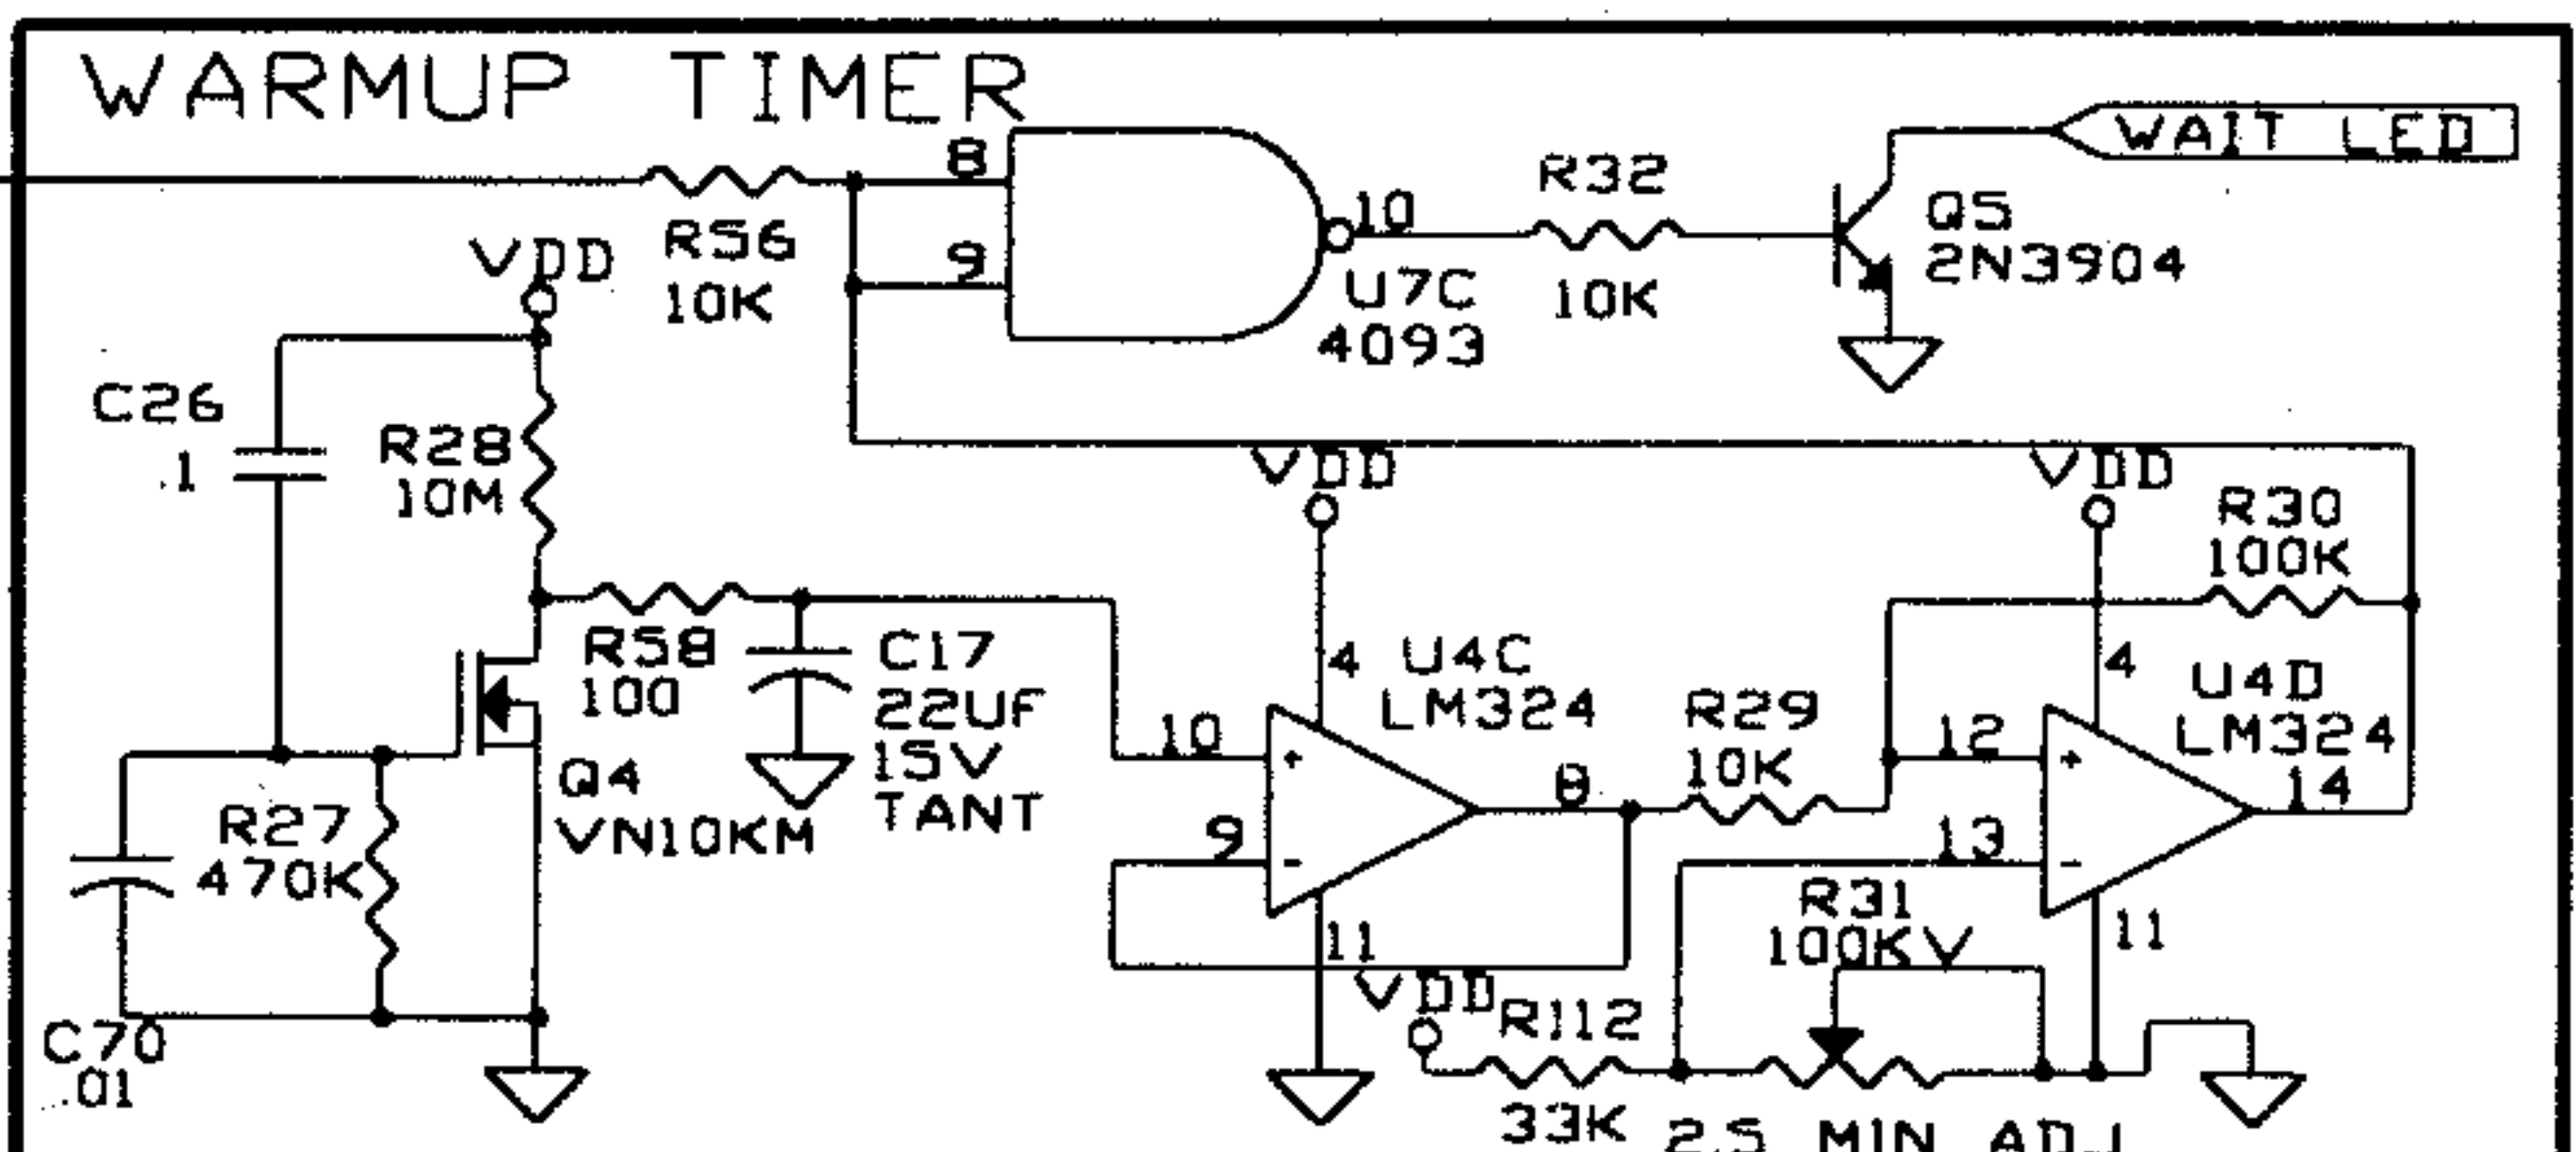 WARMUP TIMER
WAIT LED
8
9
10
R56
10K
U7C
4093
R32
10K
Q5
2N3904
VDD
C26
.1
R28
10M
R58
100
C17
22UF
15V
TANT
Q4
VN10KM
R27
470K
C70
.01
VDD
4
U4C
LM324
10
9
8
11
R29
10K
VDD
4
R30
100K
U4D
LM324
12
13
14
11
R31
100KV
VDD
R112
33K
2.5 MIN ADJ